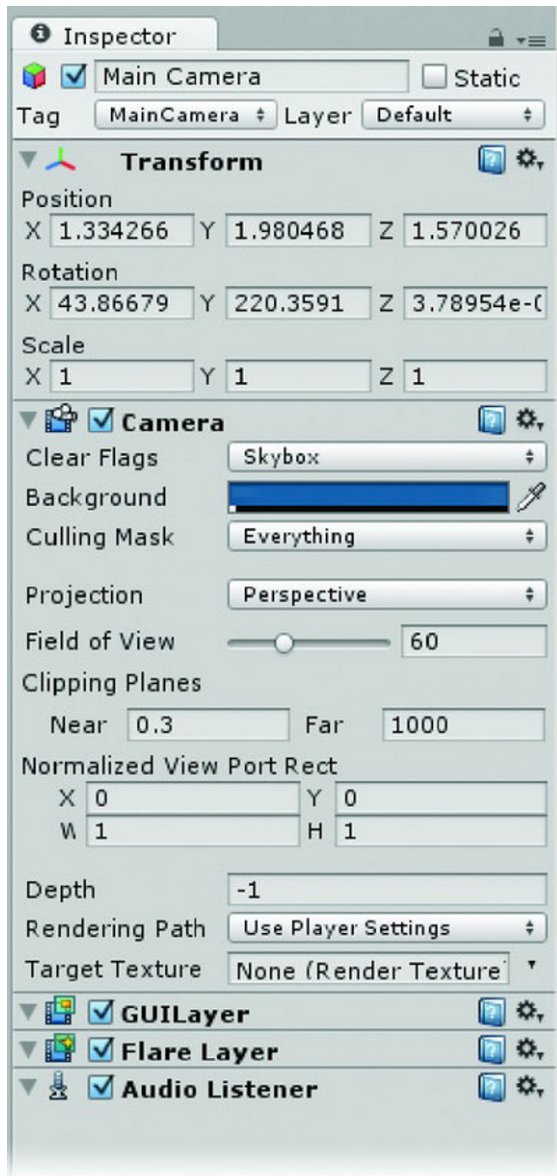 Inspector
Main Camera Static
Tag MainCamera Layer Default
Transform
Position
X 1.334266 Y 1.980468 Z 1.570026
Rotation
X 43.86679 Y 220.3591 Z 3.78954e-0
Scale
X 1 Y 1 Z 1
Camera
Clear Flags Skybox
Background
Culling Mask Everything
Projection Perspective
Field of View 60
Clipping Planes
Near 0.3 Far 1000
Normalized View Port Rect
X 0 Y 0
W 1 H 1
Depth -1
Rendering Path Use Player Settings
Target Texture None (Render Texture
GUILayer
Flare Layer
Audio Listener